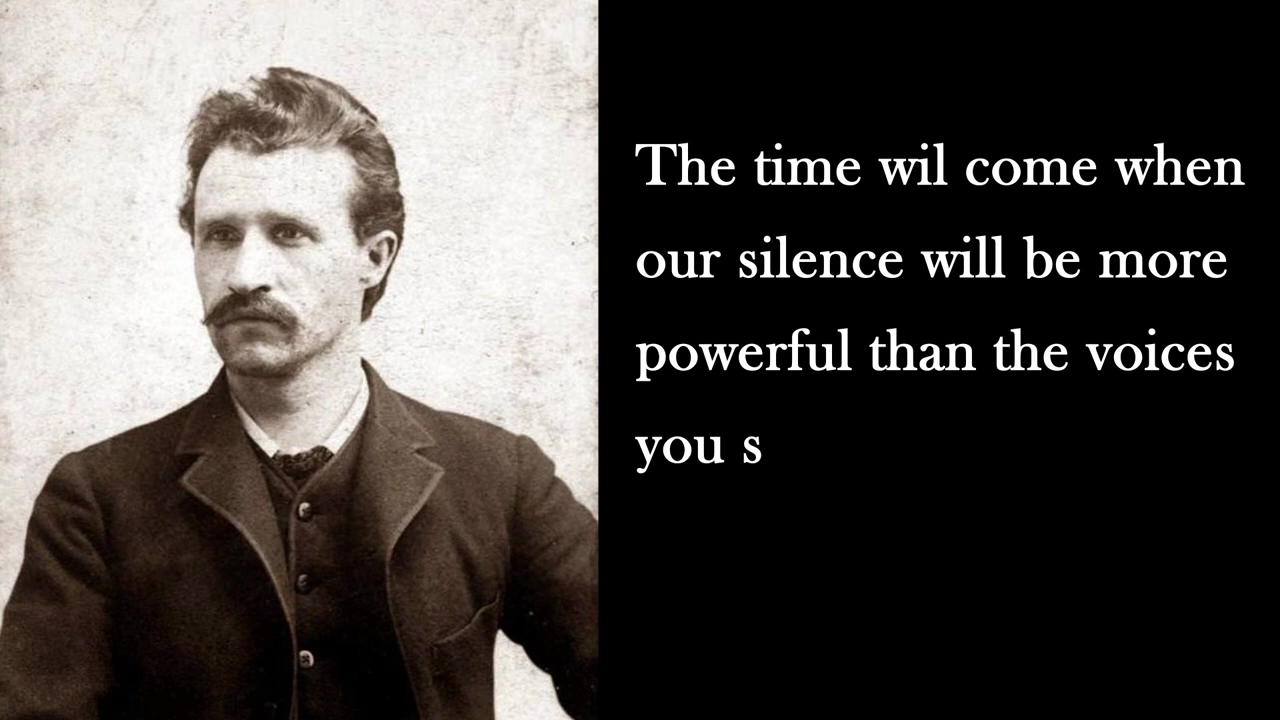 The time wil come when
our silence will be more
powerful than the voices
you s